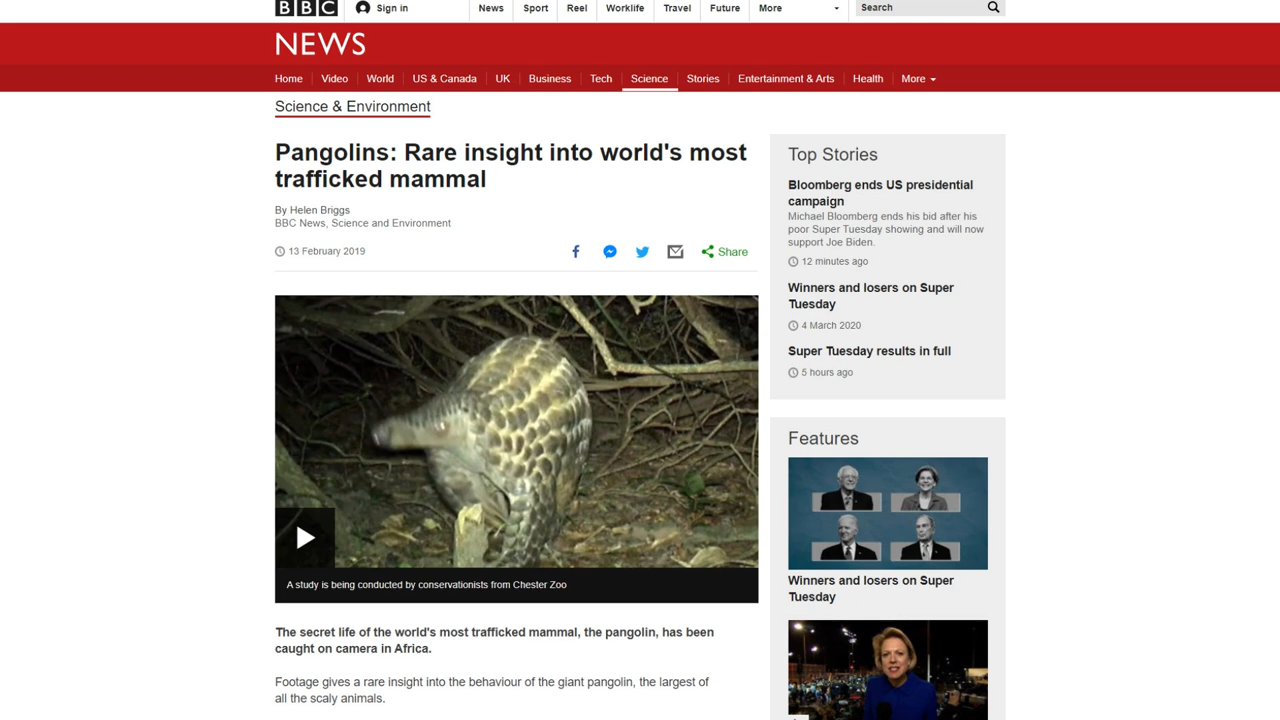 BBC
Sign in
News
Sport
Reel
Worklife
Travel
Future
More
Search
NEWS
Home
Video
World
US & Canada
UK
Business
Tech
Science
Stories
Entertainment & Arts
Health
More
Science & Environment
Pangolins: Rare insight into world's most
trafficked mammal
By Helen Briggs
BBC News, Science and Environment
13 February 2019
Share
A study is being conducted by conservationists from Chester Zoo
The secret life of the world's most trafficked mammal, the pangolin, has been
caught on camera in Africa.
Footage gives a rare insight into the behaviour of the giant pangolin, the largest of
all the scaly animals.
Top Stories
Bloomberg ends US presidential
campaign
Michael Bloomberg ends his bid after his
poor Super Tuesday showing and will now
support Joe Biden.
12 minutes ago
Winners and losers on Super
Tuesday
4 March 2020
Super Tuesday results in full
5 hours ago
Features
Winners and losers on Super
Tuesday